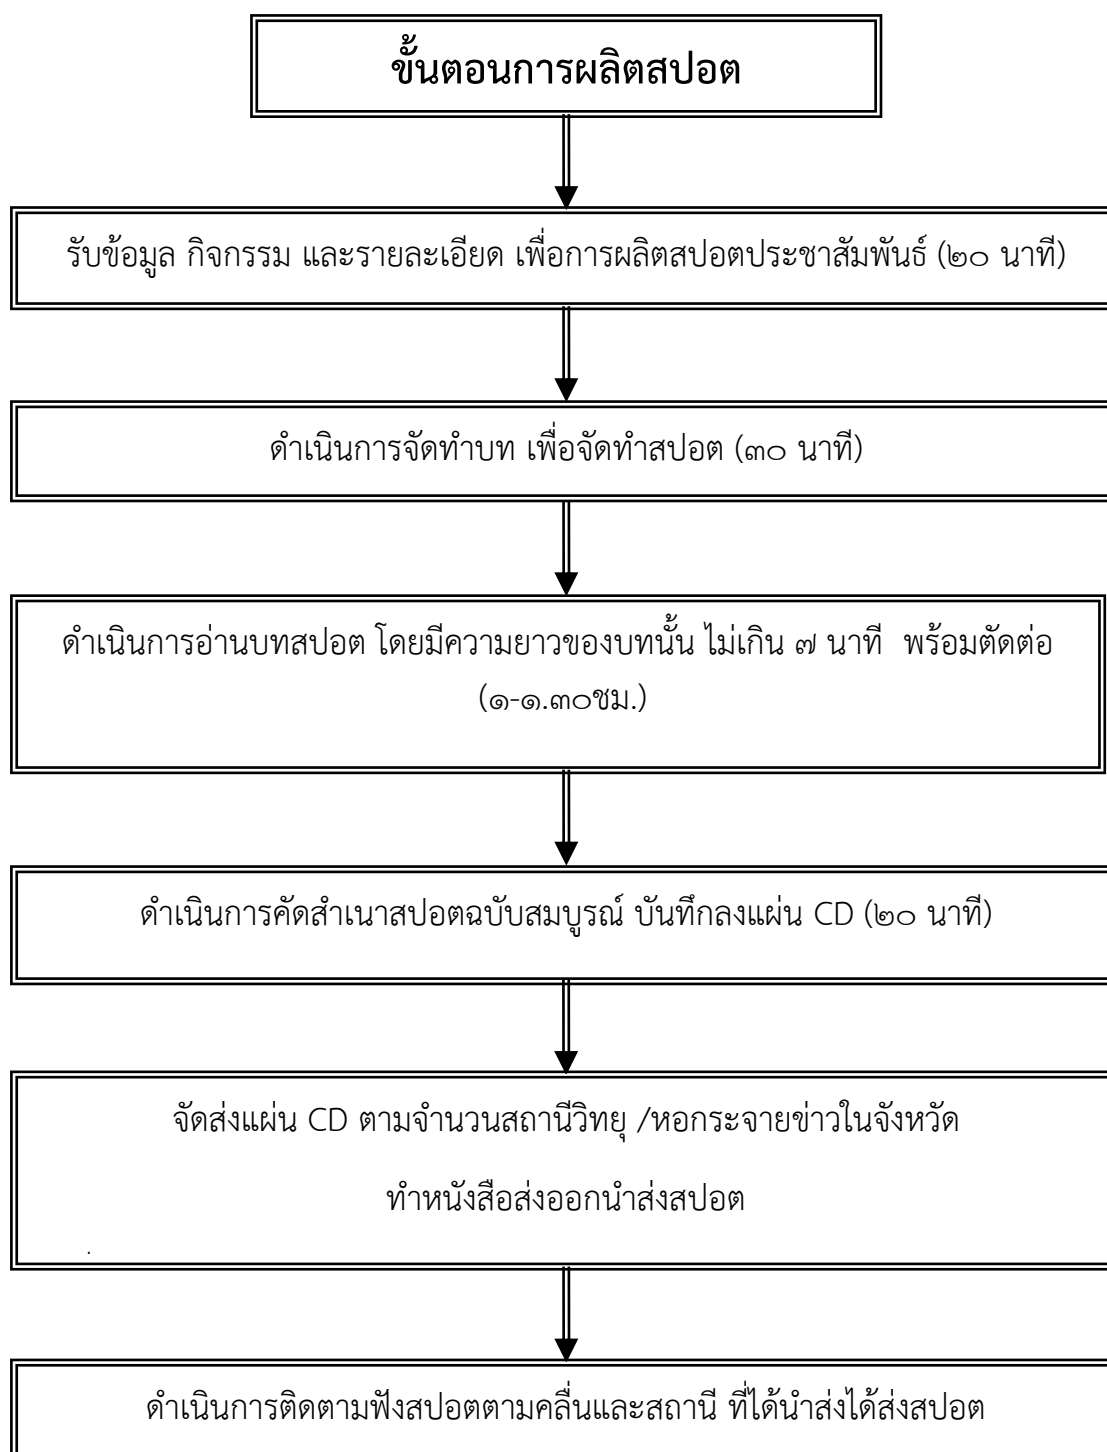 ขั้นตอนการผลิตสปอต
รับข้อมูล กิจกรรม และรายละเอียด เพื่อการผลิตสปอตประชาสัมพันธ์ (๒๐ นาที)
ดำเนินการจัดทำบท เพื่อจัดทำสปอต (๓๐ นาที)
ดำเนินการอ่านบทสปอต โดยมีความยาวของบทนั้น ไม่เกิน ๗ นาที พร้อมตัดต่อ
(๑-๑.๓๐ชม.)
ดำเนินการคัดสำเนาสปอตฉบับสมบูรณ์ บันทึกลงแผ่น CD (๒๐ นาที)
จัดส่งแผ่น CD ตามจำนวนสถานีวิทยุ /หอกระจายข่าวในจังหวัด
ทำหนังสือส่งออกนำส่งสปอต
.
ดำเนินการติดตามฟังสปอตตามคลื่นและสถานี ที่ได้นำส่งได้ส่งสปอต